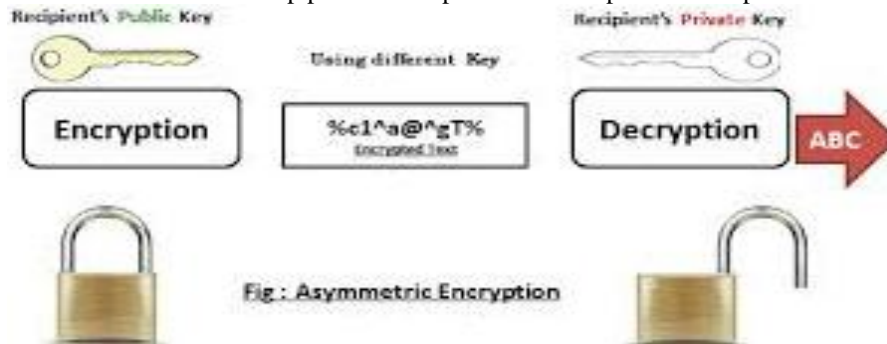 Recipient's Public Key
Recipient's Private Key
Using different Key
Encryption
%c1^a@^gT%
Encrypted Text
Decryption
ABC
Fig : Asymmetric Encryption